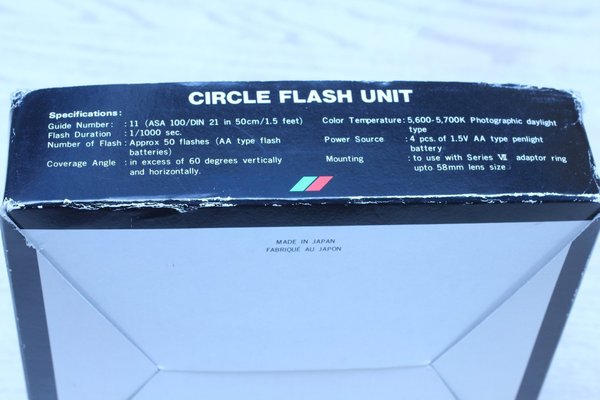 CIRCLE FLASH UNIT
Specifications:
Guide Number: : 11 (ASA 100/DIN 21 in 50cm/1.5 feet)
Flash Duration : 1/1000 sec.
Number of Flash : Approx 50 flashes (AA type flash
batteries)
Coverage Angle : in excess of 60 degrees vertically
and horizontally.
Color Temperature : 5,600-5,700K Photographic daylight
type
Power Source : 4 pcs. of 1.5V AA type penlight
battery
Mounting : to use with Series VII adaptor ring
upto 58mm lens size
MADE IN JAPAN
FABRIQUÉ AU JAPON